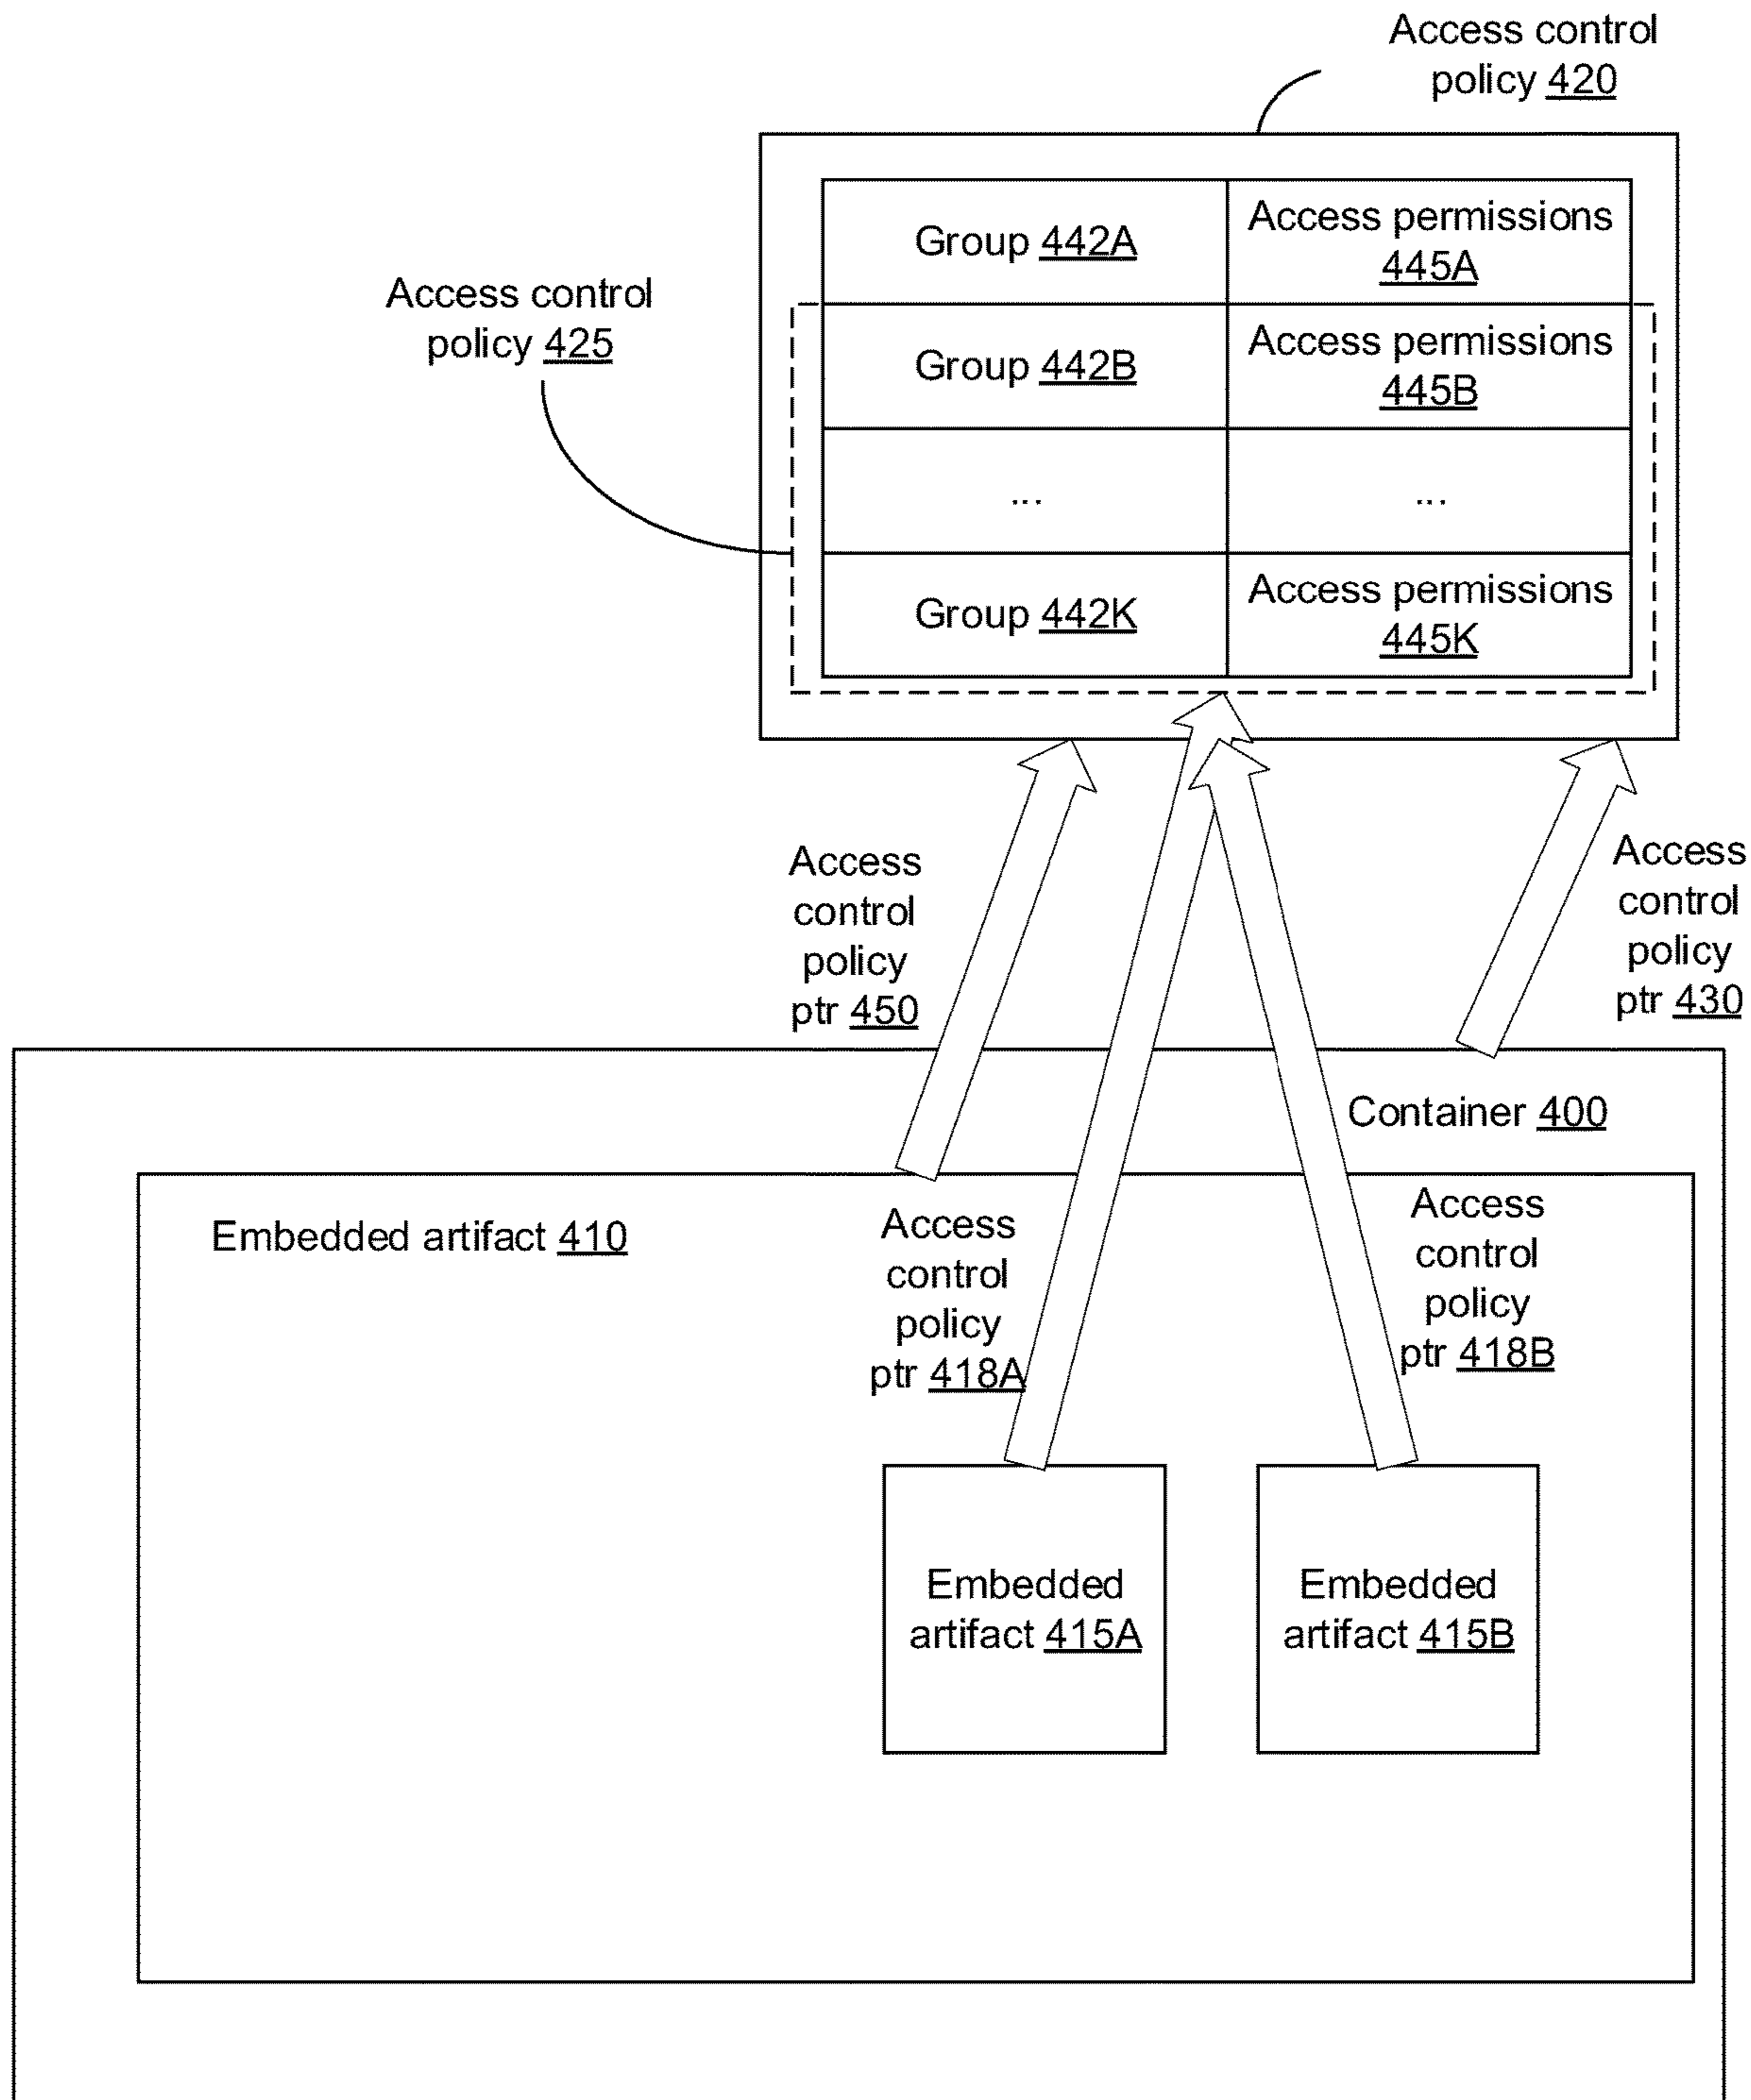 Access control
policy 420
Group 442A
Access permissions
445A
Access control
policy 425
Group 442B
Access permissions
445B
...
...
Group 442K
Access permissions
445K
Access
control
policy
ptr 450
Access
control
policy
ptr 430
Container 400
Embedded artifact 410
Access
control
policy
ptr 418A
Access
control
policy
ptr 418B
Embedded
artifact 415A
Embedded
artifact 415B